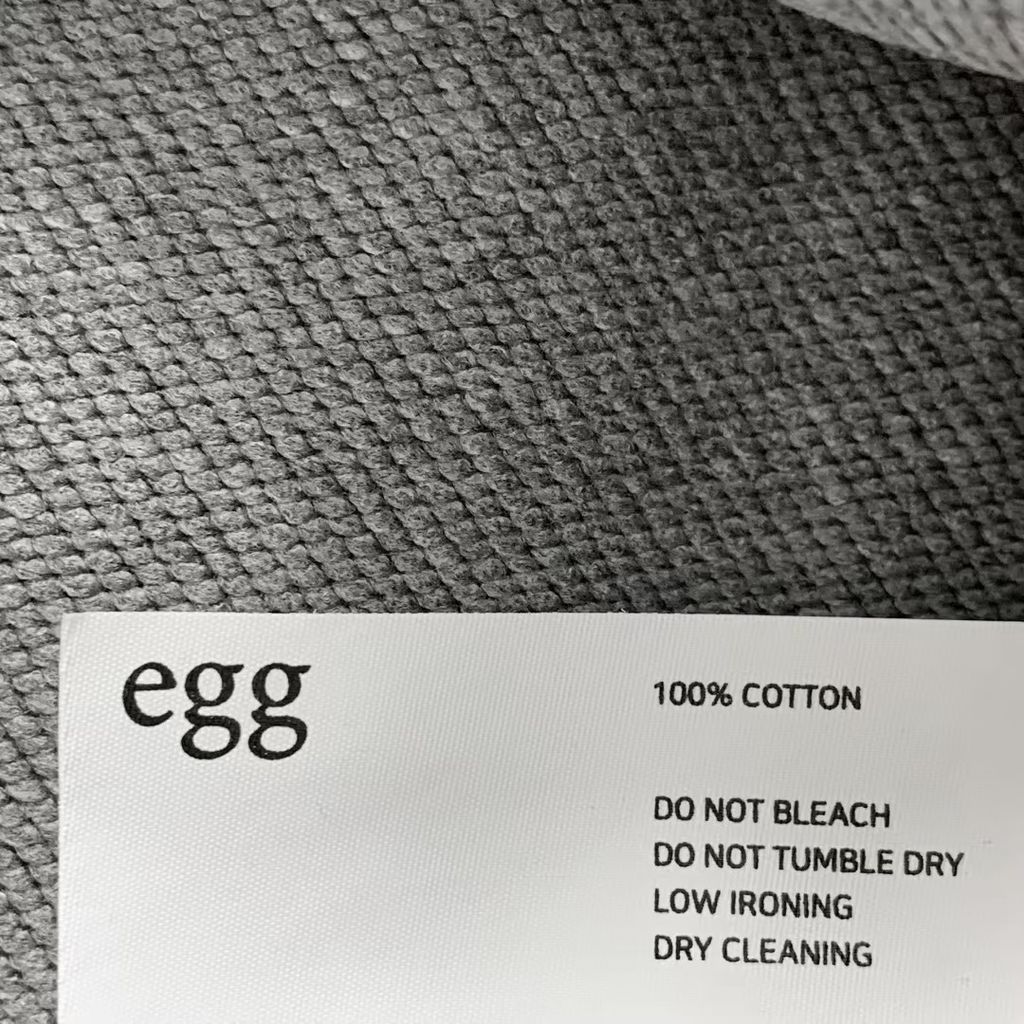 egg
100% COTTON
DO NOT BLEACH
DO NOT TUMBLE DRY
LOW IRONING
DRY CLEANING